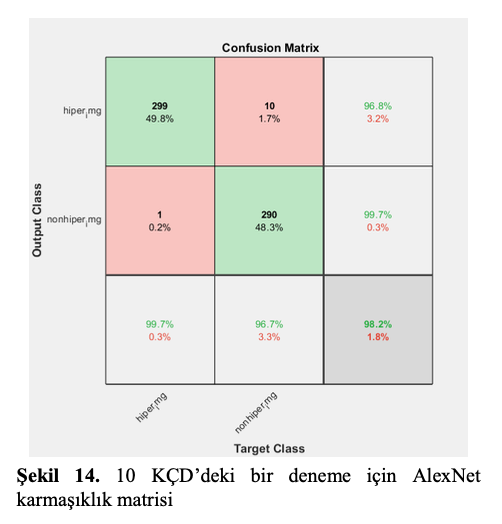 Confusion Matrix
hiper_img
299
49.8%
10
1.7%
96.8%
3.2%
Output Class
nonhiper_img
1
0.2%
290
48.3%
99.7%
0.3%
99.7%
0.3%
96.7%
3.3%
98.2%
1.8%
hiper_img
nonhiper_img
Target Class
Şekil 14. 10 KÇD’deki bir deneme için AlexNet
karmaşıklık matrisi